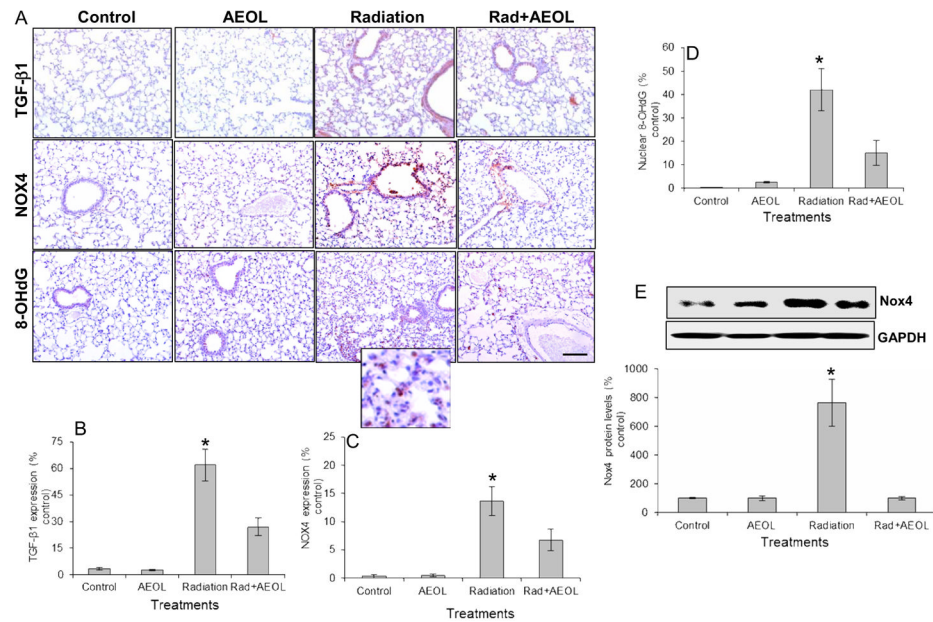 A
Control
AEOL
Radiation
Rad+AEOL
TGF-β1
NOX4
8-OHdG
B
TGF-β1 expression (%
control)
75
60
45
30
15
0
Control
AEOL
Radiation
Rad+AEOL
*
Treatments
C
NOX4 expression (%
control)
25
20
15
10
5
0
Control
AEOL
Radiation
Rad+AEOL
*
Treatments
D
Nuclear 8-OHdG (%
control)
60
50
40
30
20
10
0
Control
AEOL
Radiation
Rad+AEOL
*
Treatments
E
Nox4
GAPDH
Nox4 protein levels (%
control)
1000
800
600
400
200
0
Control
AEOL
Radiation
Rad+AEOL
*
Treatments